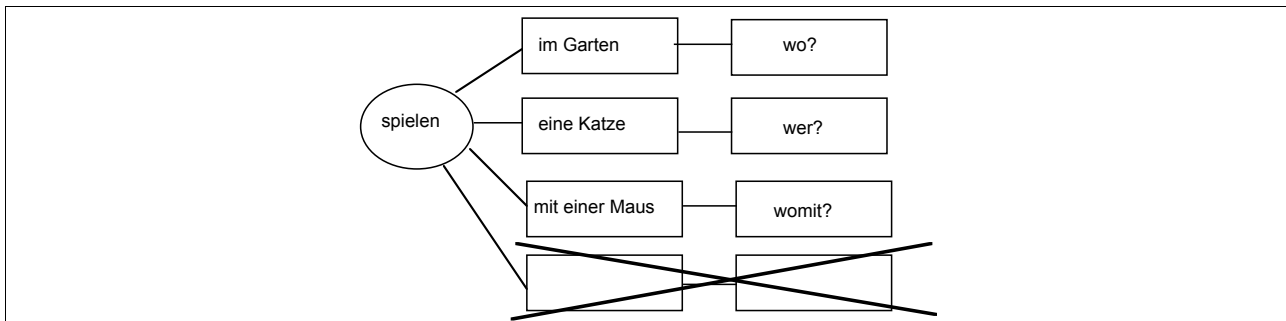 im Garten
wo?
spielen
eine Katze
wer?
mit einer Maus
womit?